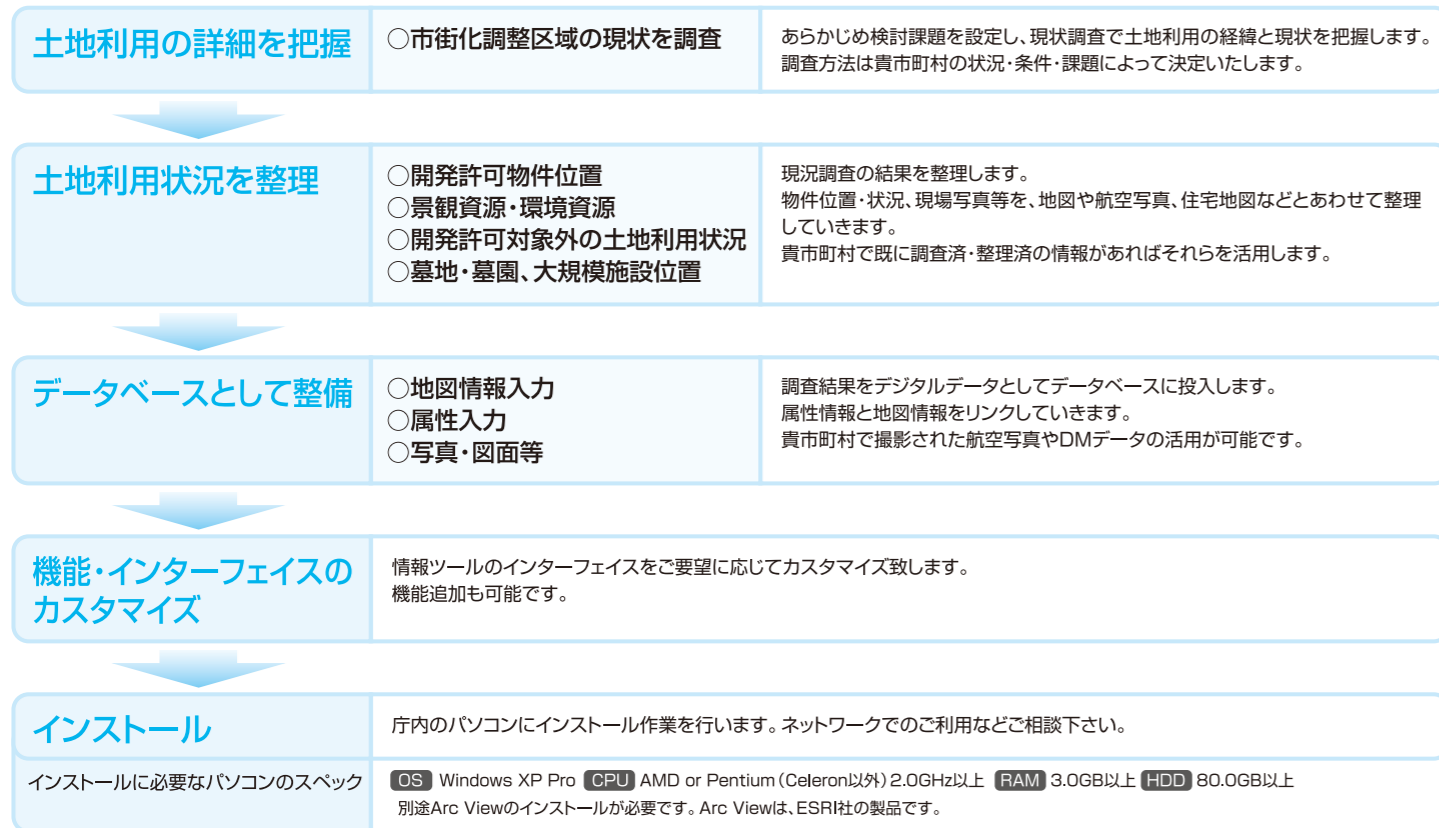 土地利用の詳細を把握
○市街化調整区域の現状を調査
あらかじめ検討課題を設定し、現状調査で土地利用の経緯と現状を把握します。
調査方法は貴市町村の状況・条件・課題によって決定いたします。
土地利用状況を整理
○開発許可物件位置
○景観資源・環境資源
○開発許可対象外の土地利用状況
○墓地・墓園、大規模施設位置
現況調査の結果を整理します。
物件位置・状況、現場写真等を、地図や航空写真、住宅地図などとあわせて整理
していきます。
貴市町村で既に調査済・整理済の情報があればそれらを活用します。
データベースとして整備
○地図情報入力
○属性入力
○写真・図面等
調査結果をデジタルデータとしてデータベースに投入します。
属性情報と地図情報をリンクしていきます。
貴市町村で撮影された航空写真やDMデータの活用が可能です。
機能・インターフェイスの
カスタマイズ
情報ツールのインターフェイスをご要望に応じてカスタマイズ致します。
機能追加も可能です。
インストール
庁内のパソコンにインストール作業を行います。ネットワークでのご利用などご相談下さい。
インストールに必要なパソコンのスペック
OS Windows XP Pro CPU AMD or Pentium（Celeron以外）2.0GHz以上 RAM 3.0GB以上 HDD 80.0GB以上
別途Arc Viewのインストールが必要です。Arc Viewは、ESRI社の製品です。